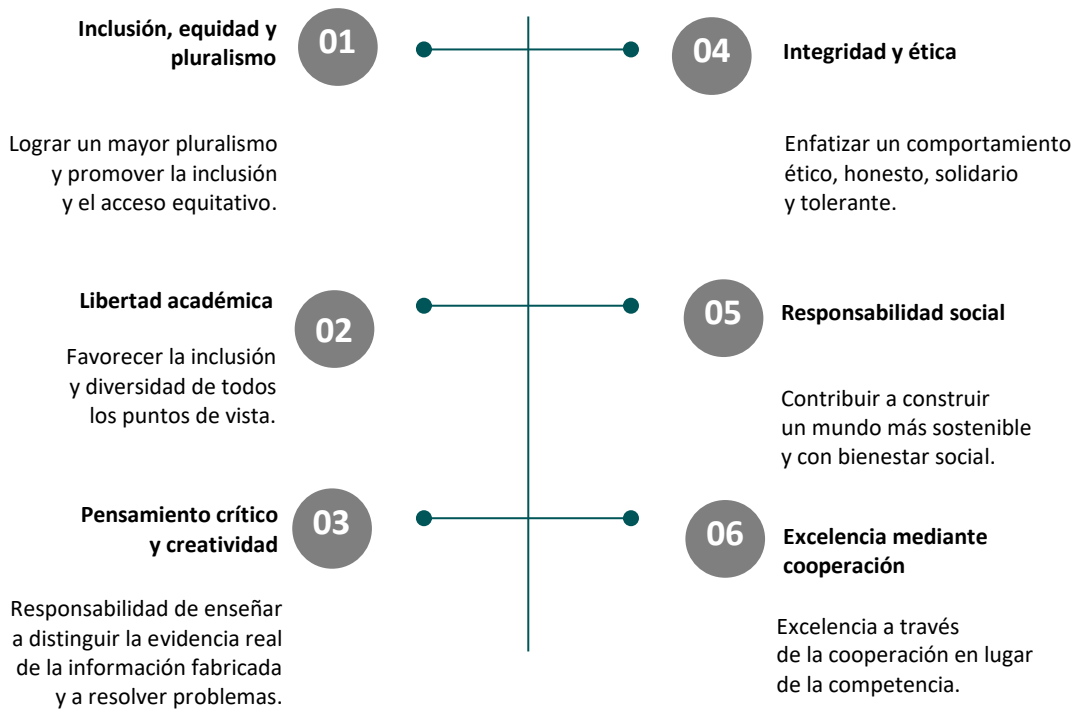 Inclusión, equidad y
pluralismo
01
Lograr un mayor pluralismo
y promover la inclusión
y el acceso equitativo.
Libertad académica
02
Favorecer la inclusión
y diversidad de todos
los puntos de vista.
Pensamiento crítico
y creatividad
03
Responsabilidad de enseñar
a distinguir la evidencia real
de la información fabricada
y a resolver problemas.
04
Integridad y ética
Enfatizar un comportamiento
ético, honesto, solidario
y tolerante.
05
Responsabilidad social
Contribuir a construir
un mundo más sostenible
y con bienestar social.
06
Excelencia mediante
cooperación
Excelencia a través
de la cooperación en lugar
de la competencia.